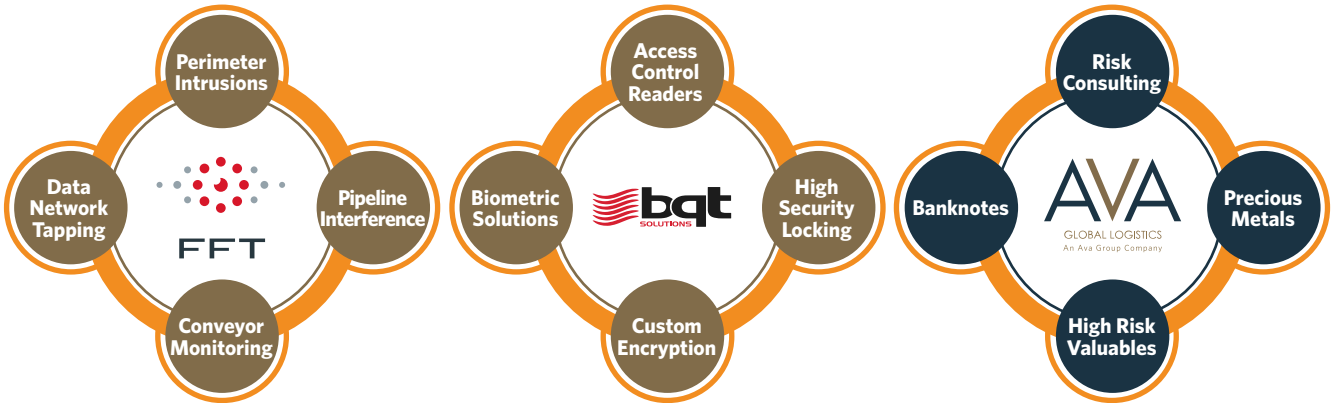 Perimeter
Intrusions
Data
Network
Tapping
FFT
Pipeline
Interference
Conveyor
Monitoring
Access
Control
Readers
Biometric
Solutions
bqt
SOLUTIONS
High
Security
Locking
Custom
Encryption
Risk
Consulting
Banknotes
AVA
GLOBAL LOGISTICS
An Ava Group Company
Precious
Metals
High Risk
Valuables